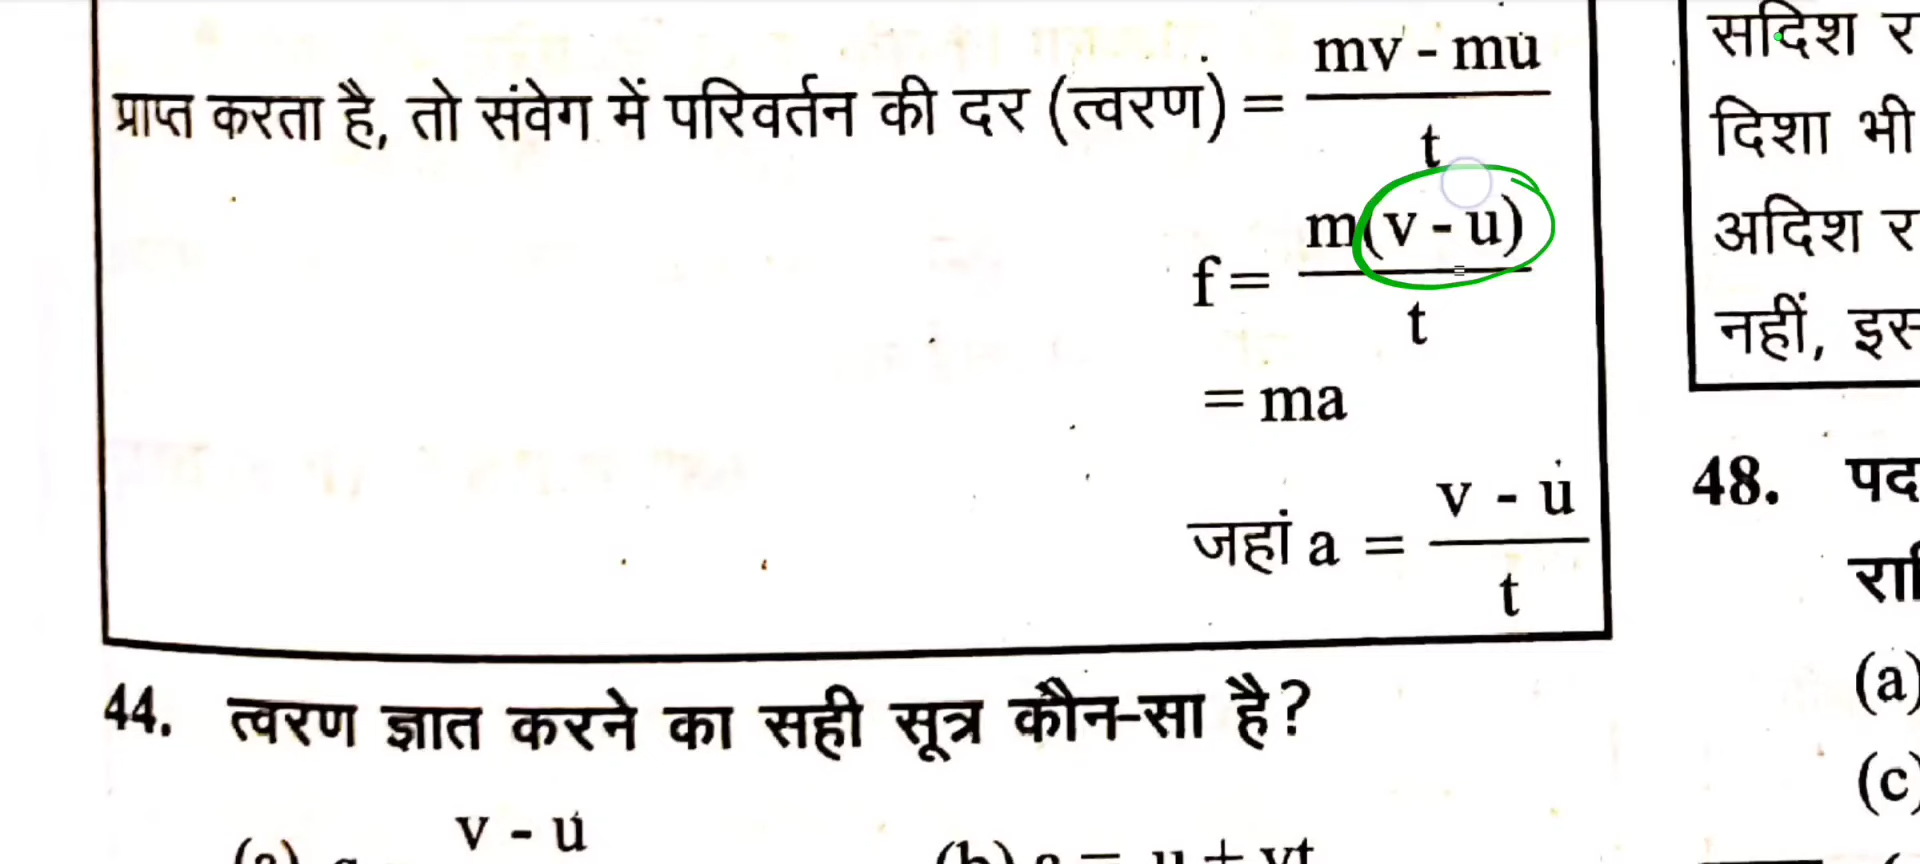 प्राप्त करता है, तो संवेग में परिवर्तन की दर (त्वरण) = mv - mu / t
f = m(v - u) / t
= ma
जहां a = v - u / t
44. त्वरण ज्ञात करने का सही सूत्र कौन-सा है?
v - u
(b) a = u + vt
सदिश र
दिशा भी
अदिश र
नहीं, इस
48. पद
(a)
(c)